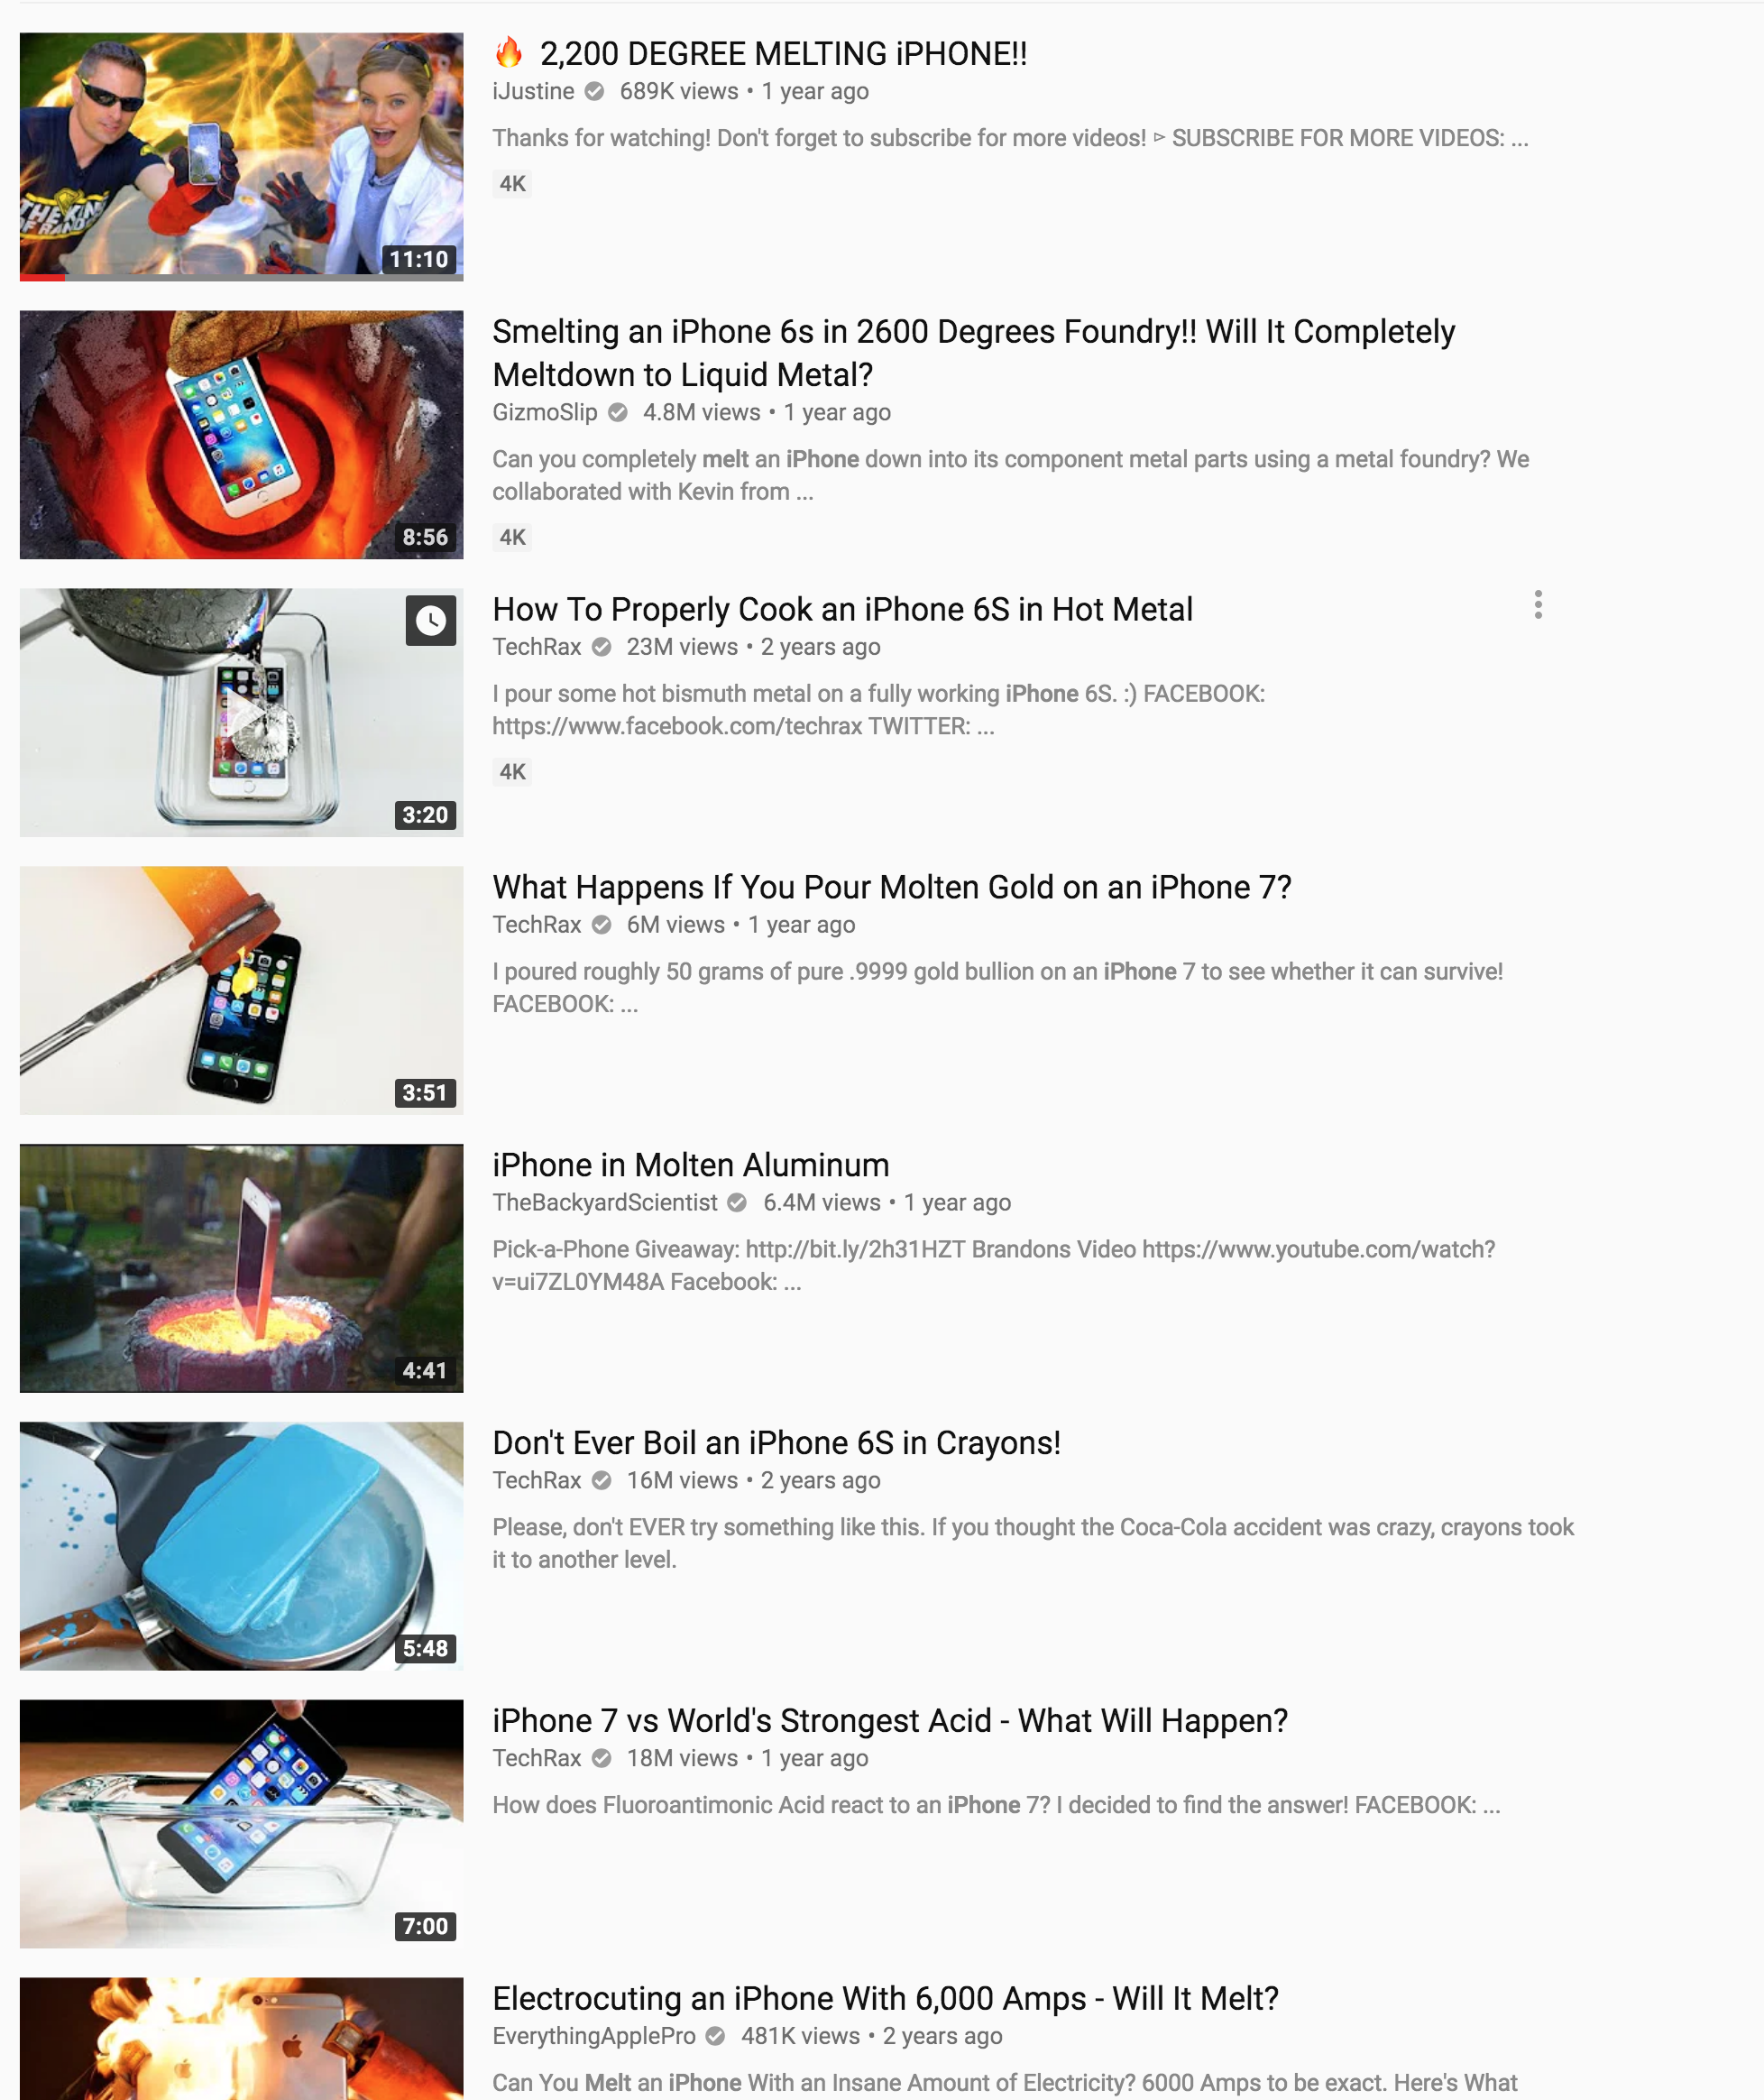 🔥 2,200 DEGREE MELTING iPHONE!!
iJustine 689K views • 1 year ago
Thanks for watching! Don't forget to subscribe for more videos! ▻ SUBSCRIBE FOR MORE VIDEOS: ...
4K
THE KING
OF RANDO
11:10
Smelting an iPhone 6s in 2600 Degrees Foundry!! Will It Completely
Meltdown to Liquid Metal?
GizmoSlip 4.8M views • 1 year ago
Can you completely melt an iPhone down into its component metal parts using a metal foundry? We
collaborated with Kevin from ...
4K
8:56
How To Properly Cook an iPhone 6S in Hot Metal
TechRax 23M views • 2 years ago
I pour some hot bismuth metal on a fully working iPhone 6S. :) FACEBOOK:
https://www.facebook.com/techrax TWITTER: ...
4K
3:20
What Happens If You Pour Molten Gold on an iPhone 7?
TechRax 6M views • 1 year ago
I poured roughly 50 grams of pure .9999 gold bullion on an iPhone 7 to see whether it can survive!
FACEBOOK: ...
3:51
iPhone in Molten Aluminum
TheBackyardScientist 6.4M views • 1 year ago
Pick-a-Phone Giveaway: http://bit.ly/2h31HZT Brandons Video https://www.youtube.com/watch?
v=ui7ZL0YM48A Facebook: ...
4:41
Don't Ever Boil an iPhone 6S in Crayons!
TechRax 16M views • 2 years ago
Please, don't EVER try something like this. If you thought the Coca-Cola accident was crazy, crayons took
it to another level.
5:48
iPhone 7 vs World's Strongest Acid - What Will Happen?
TechRax 18M views • 1 year ago
How does Fluoroantimonic Acid react to an iPhone 7? I decided to find the answer! FACEBOOK: ...
7:00
Electrocuting an iPhone With 6,000 Amps - Will It Melt?
EverythingApplePro 481K views • 2 years ago
Can You Melt an iPhone With an Insane Amount of Electricity? 6000 Amps to be exact. Here's What